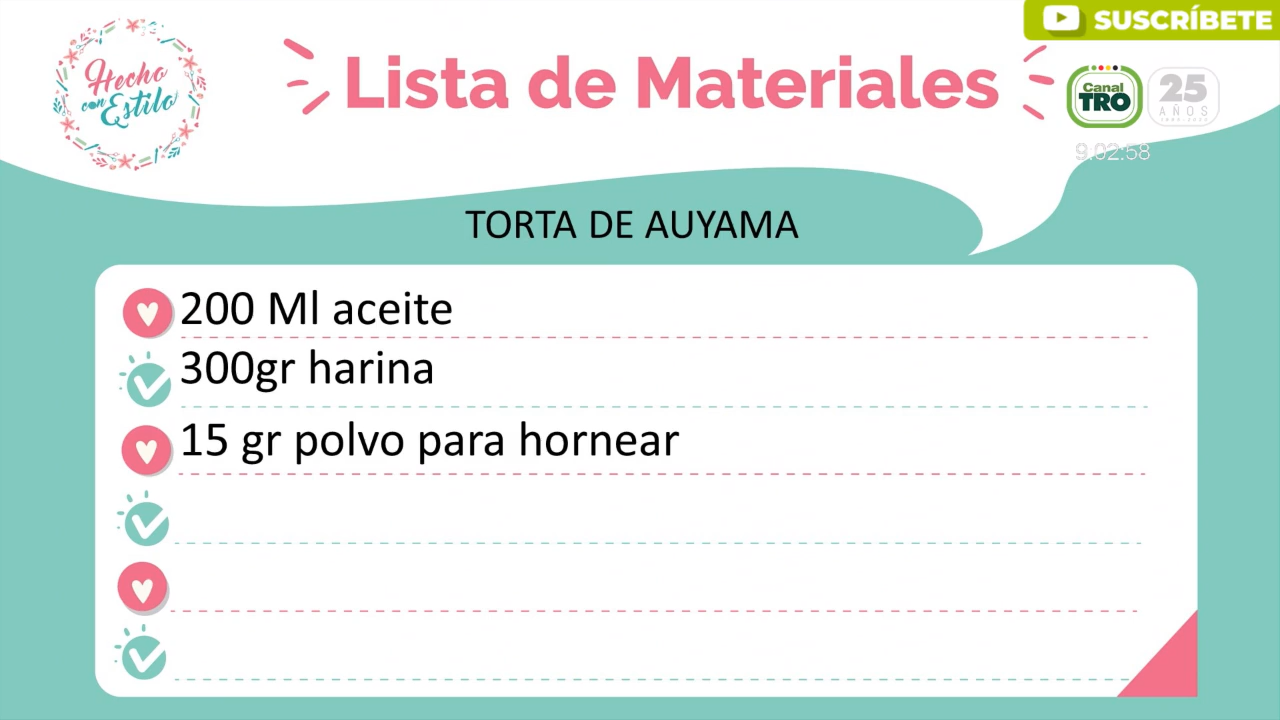 SUSCRÍBETE
Hecho
con Estilo
Lista de Materiales
Canal
TRO
25
AÑOS
9:02:58
TORTA DE AUYAMA
200 Ml aceite
300gr harina
15 gr polvo para hornear